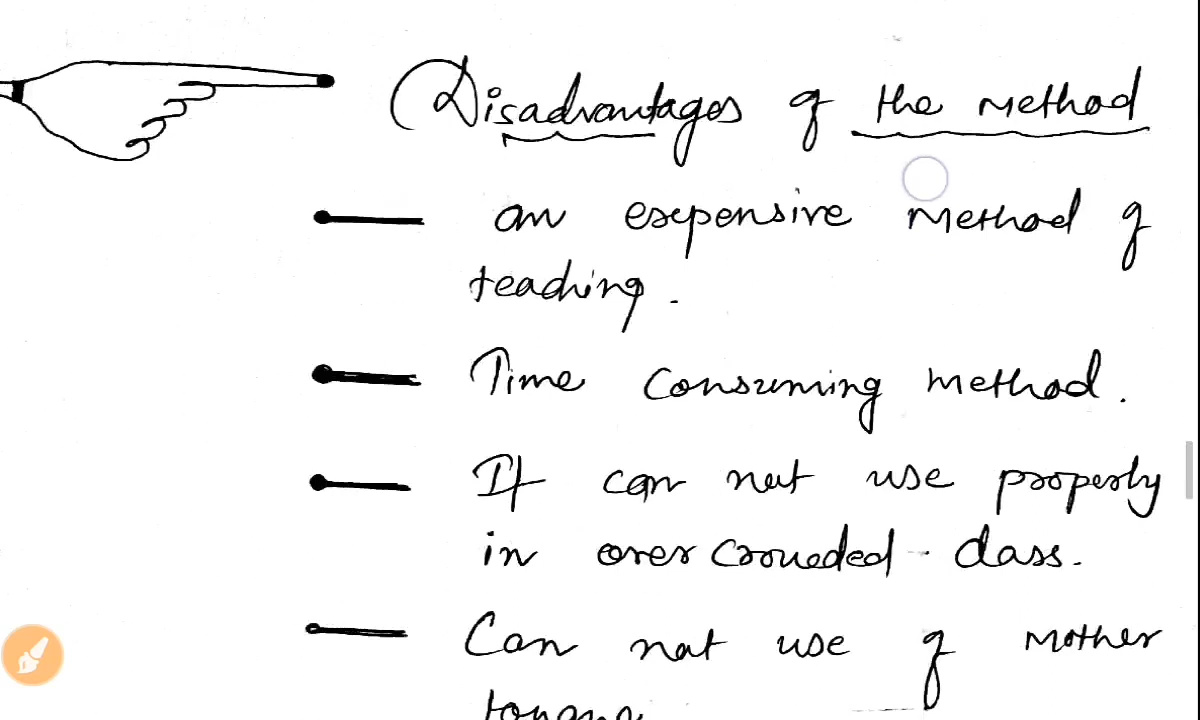 Disadvantages of the Method
an expensive Method of
teaching.
Time Consuming method.
It can not use properly
in over crowded class.
Can not use of Mother
tongue